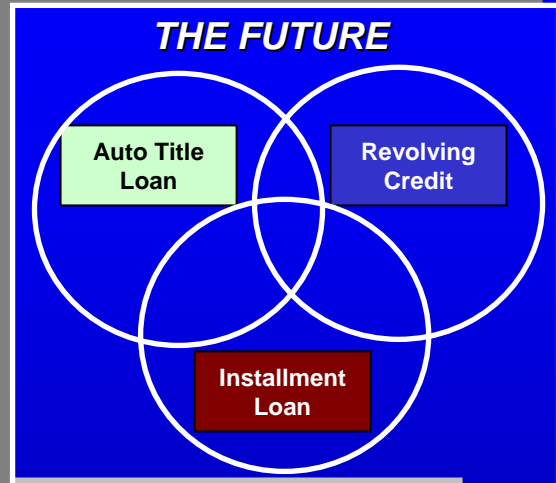 THE FUTURE
Auto Title
Loan
Revolving
Credit
Installment
Loan